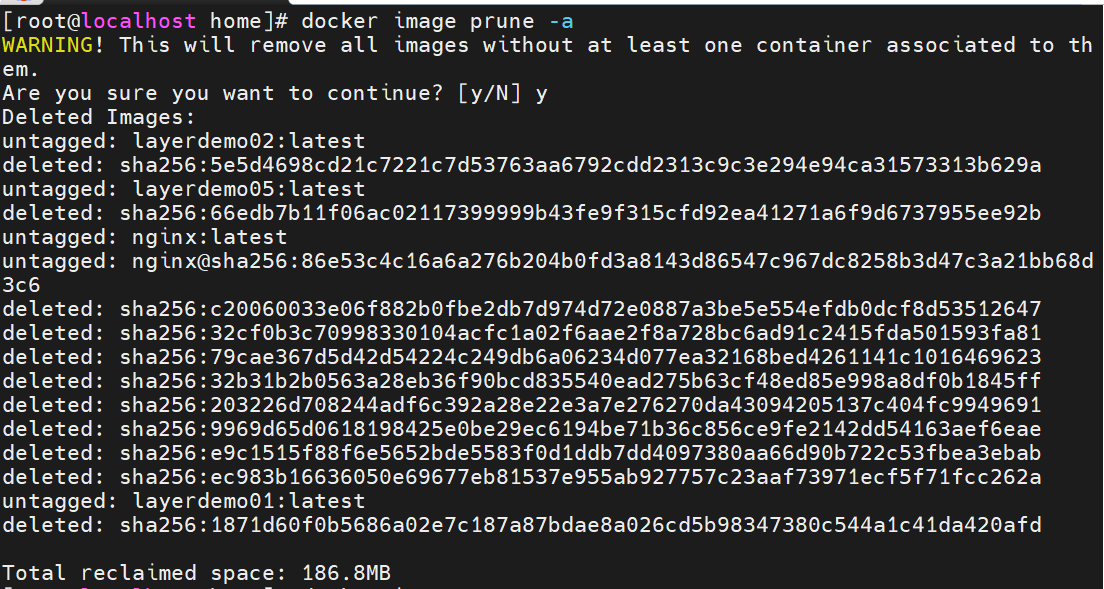 [root@localhost home]# docker image prune -a
WARNING! This will remove all images without at least one container associated to th
em.
Are you sure you want to continue? [y/N] y
Deleted Images:
untagged: layerdemo02:latest
deleted: sha256:5e5d4698cd21c7221c7d53763aa6792cdd2313c9c3e294e94ca31573313b629a
untagged: layerdemo05:latest
deleted: sha256:66edb7b11f06ac02117399999b43fe9f315cfd92ea41271a6f9d6737955ee92b
untagged: nginx:latest
untagged: nginx@sha256:86e53c4c16a6a276b204b0fd3a8143d86547c967dc8258b3d47c3a21bb68d
3c6
deleted: sha256:c20060033e06f882b0fbe2db7d974d72e0887a3be5e554efdb0dcf8d53512647
deleted: sha256:32cf0b3c70998330104acfc1a02f6aae2f8a728bc6ad91c2415fda501593fa81
deleted: sha256:79cae367d5d42d54224c249db6a06234d077ea32168bed4261141c1016469623
deleted: sha256:32b31b2b0563a28eb36f90bcd835540ead275b63cf48ed85e998a8df0b1845ff
deleted: sha256:203226d708244adf6c392a28e22e3a7e276270da43094205137c404fc9949691
deleted: sha256:9969d65d0618198425e0be29ec6194be71b36c856ce9fe2142dd54163aef6eae
deleted: sha256:e9c1515f88f6e5652bde5583f0d1ddb7dd4097380aa66d90b722c53fbea3ebab
deleted: sha256:ec983b16636050e69677eb81537e955ab927757c23aaf73971ecf5f71fcc262a
untagged: layerdemo01:latest
deleted: sha256:1871d60f0b5686a02e7c187a87bdae8a026cd5b98347380c544a1c41da420afd
Total reclaimed space: 186.8MB